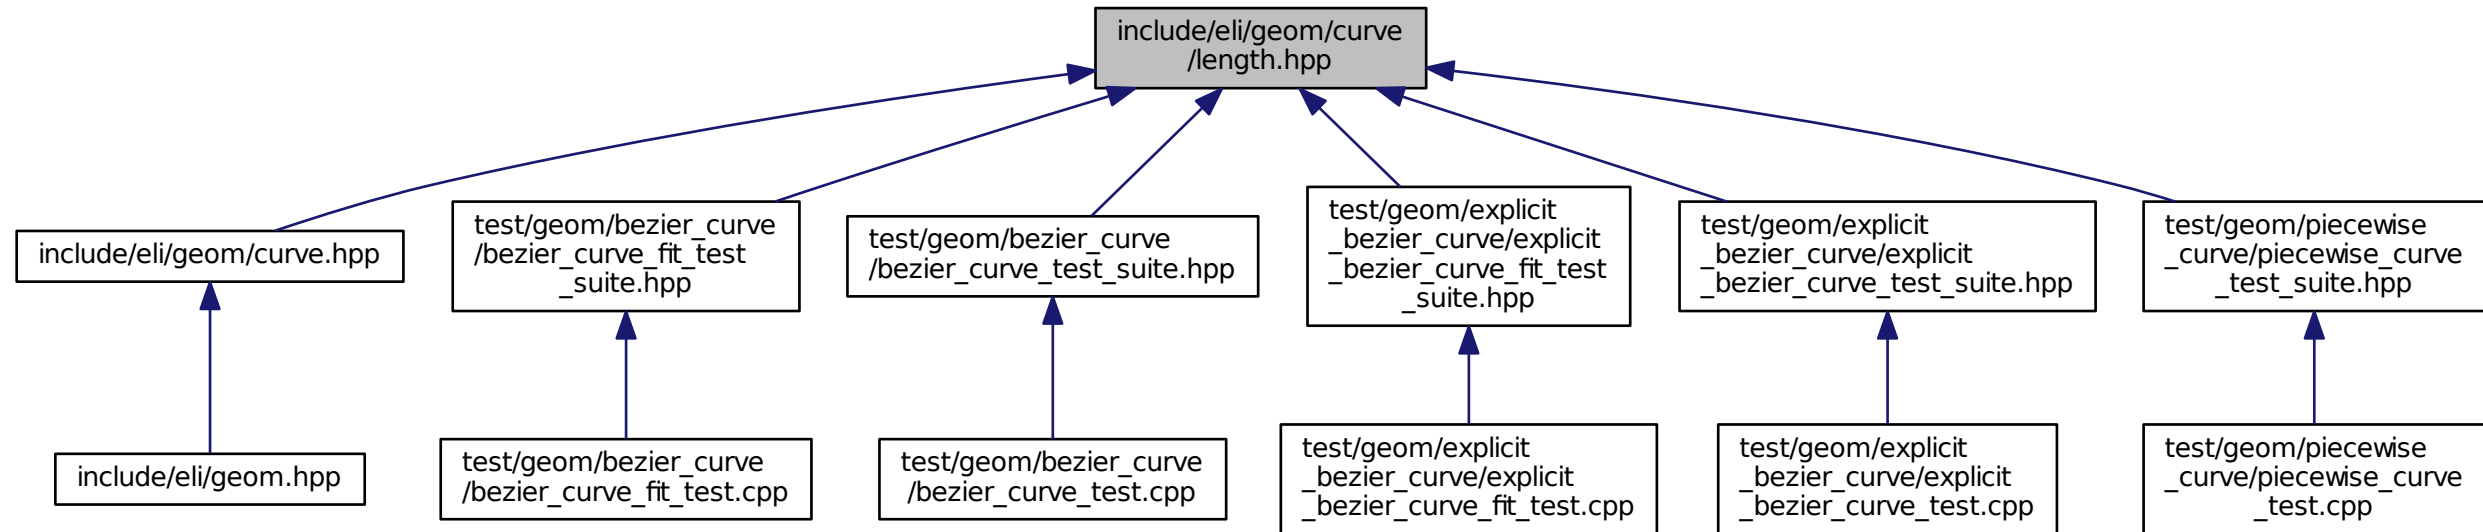 include/eli/geom/curve
/length.hpp
include/eli/geom/curve.hpp
test/geom/bezier_curve
/bezier_curve_fit_test
_suite.hpp
test/geom/bezier_curve
/bezier_curve_test_suite.hpp
test/geom/explicit
_bezier_curve/explicit
_bezier_curve_fit_test
_suite.hpp
test/geom/explicit
_bezier_curve/explicit
_bezier_curve_test_suite.hpp
test/geom/piecewise
_curve/piecewise_curve
_test_suite.hpp
include/eli/geom.hpp
test/geom/bezier_curve
/bezier_curve_fit_test.cpp
test/geom/bezier_curve
/bezier_curve_test.cpp
test/geom/explicit
_bezier_curve/explicit
_bezier_curve_fit_test.cpp
test/geom/explicit
_bezier_curve/explicit
_bezier_curve_test.cpp
test/geom/piecewise
_curve/piecewise_curve
_test.cpp